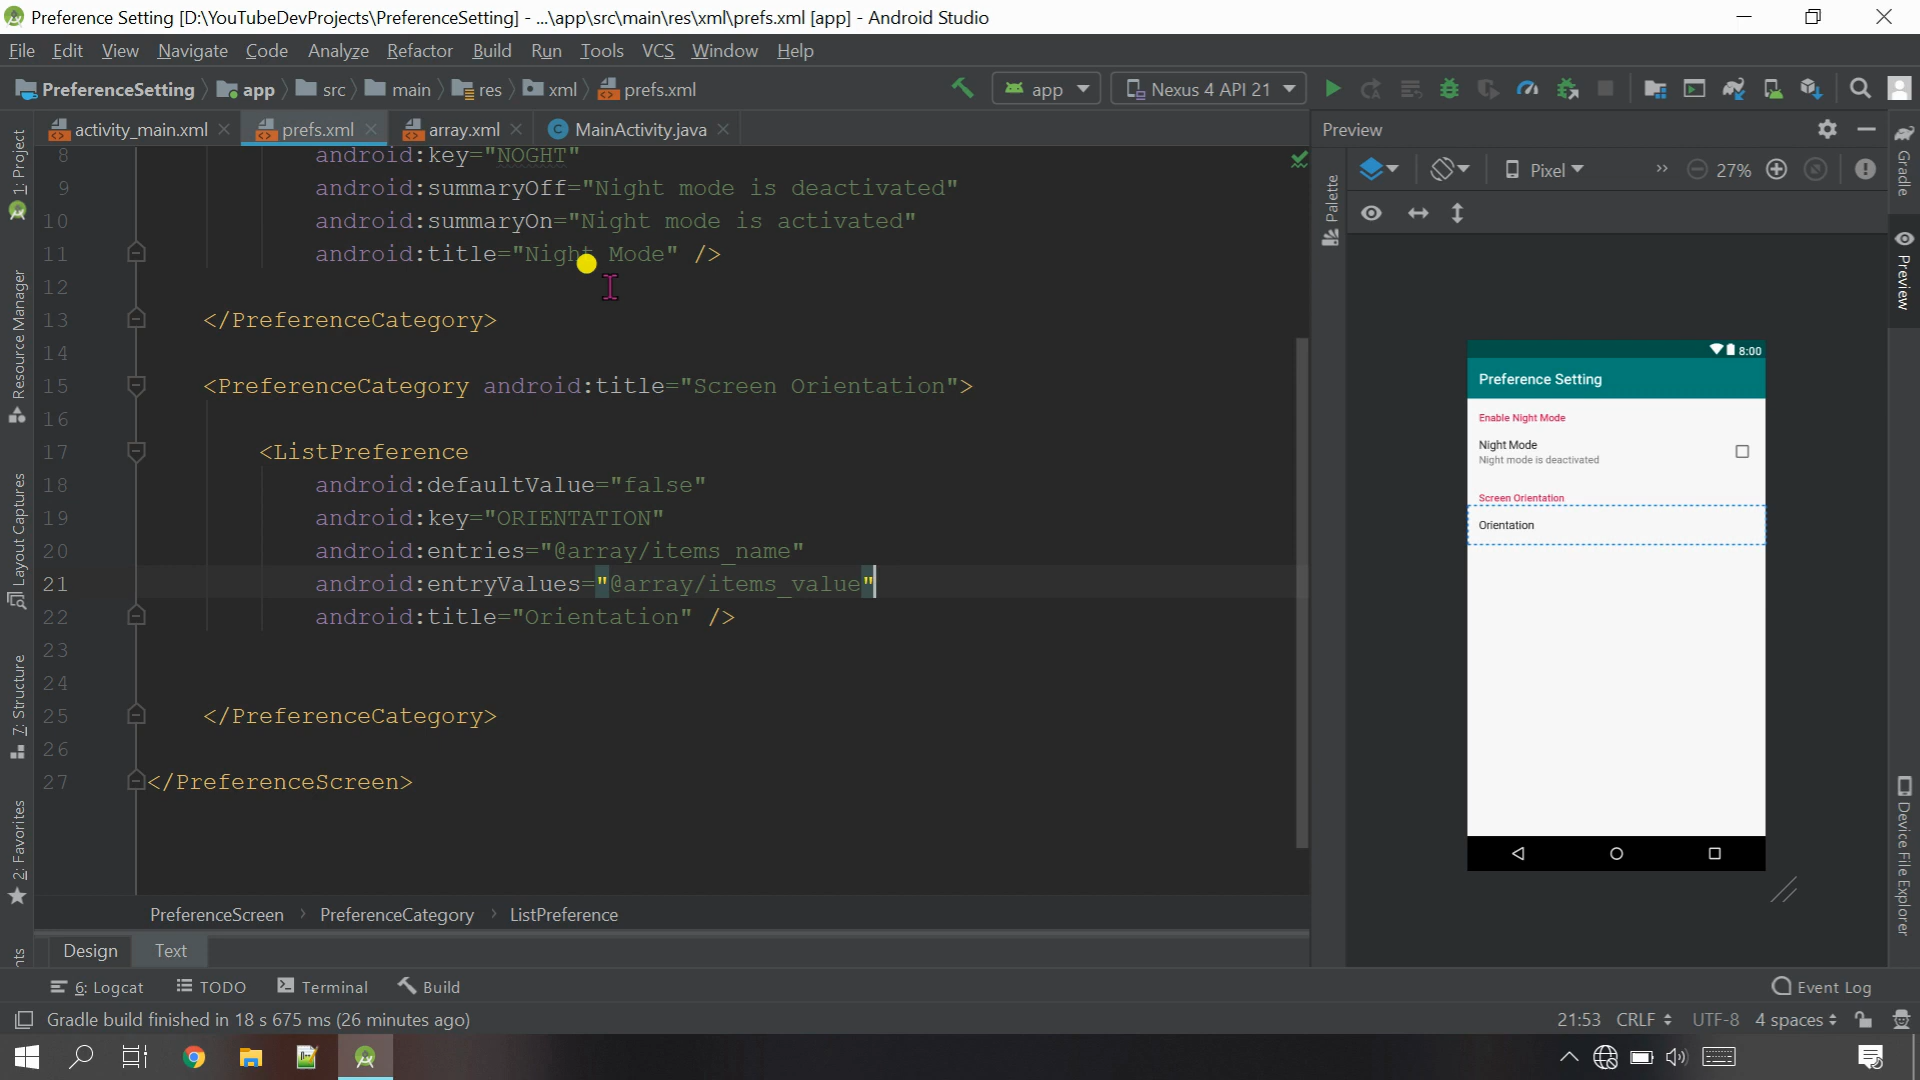 Preference Setting [D:\YouTubeDevProjects\PreferenceSetting] - ...\app\src\main\res\xml\prefs.xml [app] - Android Studio
File Edit View Navigate Code Analyze Refactor Build Run Tools VCS Window Help
PreferenceSetting app src main res xml prefs.xml app Nexus 4 API 21
activity_main.xml prefs.xml array.xml MainActivity.java Preview
8 android:key="NOGHT"
9 android:summaryOff="Night mode is deactivated"
10 android:summaryOn="Night mode is activated"
11 android:title="Night Mode" />
12
13 </PreferenceCategory>
14
15 <PreferenceCategory android:title="Screen Orientation">
16
17 <ListPreference
18 android:defaultValue="false"
19 android:key="ORIENTATION"
20 android:entries="@array/items_name"
21 android:entryValues="@array/items_value"
22 android:title="Orientation" />
23
24
25 </PreferenceCategory>
26
27 </PreferenceScreen>
PreferenceScreen PreferenceCategory ListPreference
Design Text
1: Project
Resource Manager
Layout Captures
7: Structure
2: Favorites
nts
Palette
Pixel 27%
8:00
Preference Setting
Enable Night Mode
Night Mode
Night mode is deactivated
Screen Orientation
Orientation
Gradle
Preview
Device File Explorer
6: Logcat TODO Terminal Build Event Log
Gradle build finished in 18 s 675 ms (26 minutes ago) 21:53 CRLF UTF-8 4 spaces